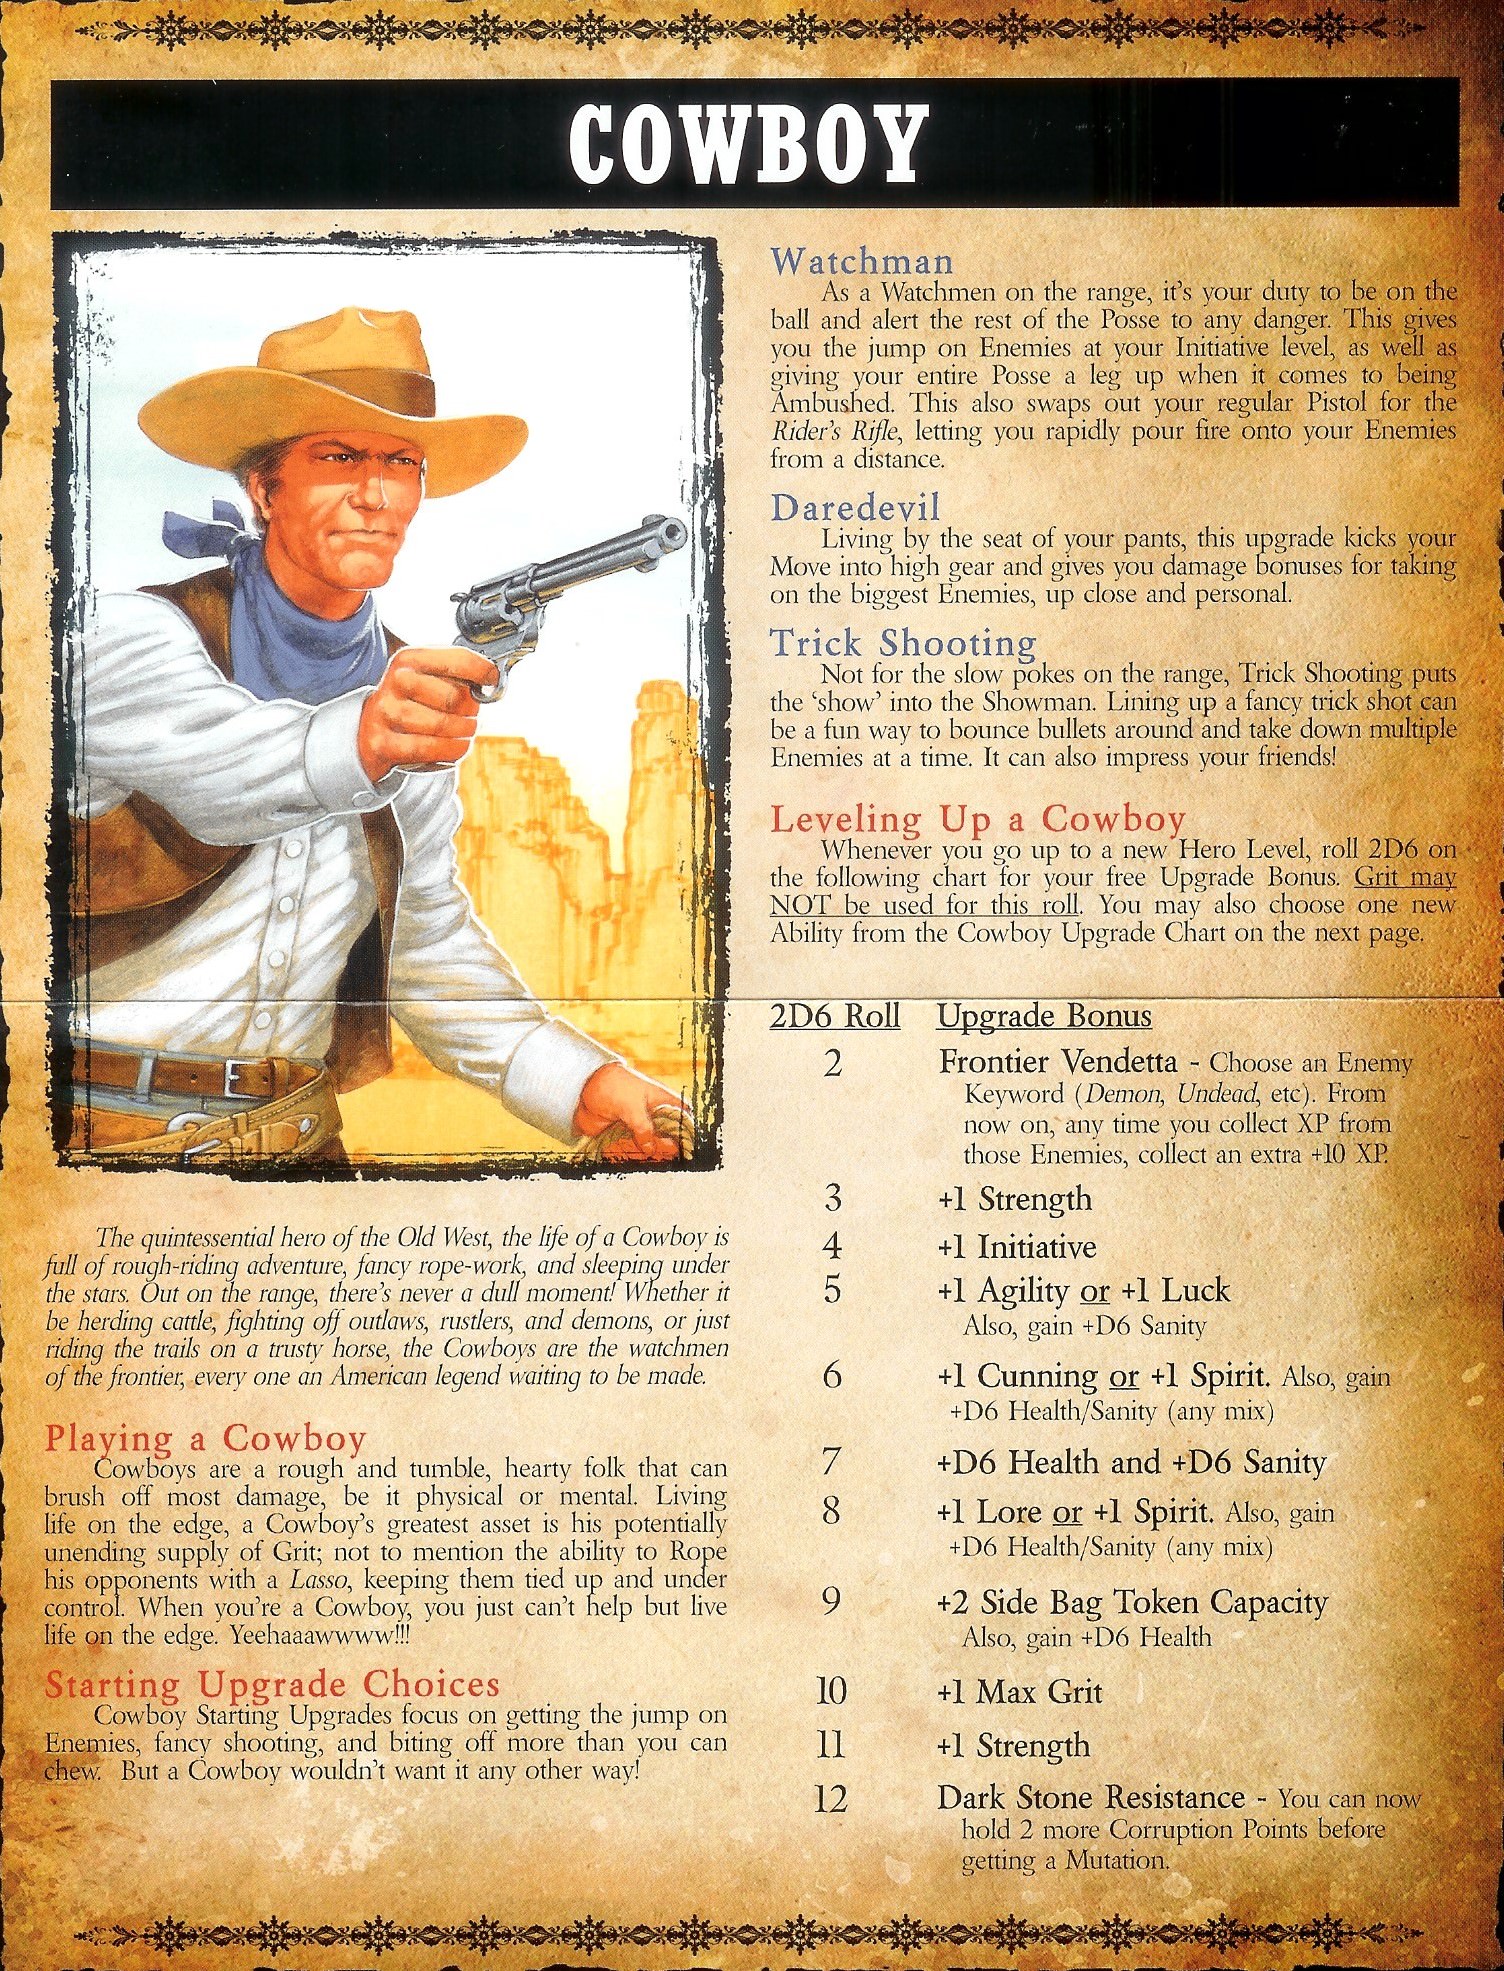 COWBOY
The quintessential hero of the Old West, the life of a Cowboy is
full of rough-riding adventure, fancy rope-work, and sleeping under
the stars. Out on the range, there's never a dull moment! Whether it
be herding cattle, fighting off outlaws, rustlers, and demons, or just
riding the trails on a trusty horse, the Cowboys are the watchmen
of the frontier, every one an American legend waiting to be made.
Playing a Cowboy
Cowboys are a rough and tumble, hearty folk that can
brush off most damage, be it physical or mental. Living
life on the edge, a Cowboy's greatest asset is his potentially
unending supply of Grit; not to mention the ability to Rope
his opponents with a Lasso, keeping them tied up and under
control. When you're a Cowboy, you just can't help but live
life on the edge. Yeehaaawwww!!!
Starting Upgrade Choices
Cowboy Starting Upgrades focus on getting the jump on
Enemies, fancy shooting, and biting off more than you can
chew. But a Cowboy wouldn't want it any other way!
Watchman
As a Watchmen on the range, it's your duty to be on the
ball and alert the rest of the Posse to any danger. This gives
you the jump on Enemies at your Initiative level, as well as
giving your entire Posse a leg up when it comes to being
Ambushed. This also swaps out your regular Pistol for the
Rider's Rifle, letting you rapidly pour fire onto your Enemies
from a distance.
Daredevil
Living by the seat of your pants, this upgrade kicks your
Move into high gear and gives you damage bonuses for taking
on the biggest Enemies, up close and personal.
Trick Shooting
Not for the slow pokes on the range, Trick Shooting puts
the 'show' into the Showman. Lining up a fancy trick shot can
be a fun way to bounce bullets around and take down multiple
Enemies at a time. It can also impress your friends!
Leveling Up a Cowboy
Whenever you go up to a new Hero Level, roll 2D6 on
the following chart for your free Upgrade Bonus. Grit may
NOT be used for this roll. You may also choose one new
Ability from the Cowboy Upgrade Chart on the next page.
2D6 Roll Upgrade Bonus
2 Frontier Vendetta - Choose an Enemy
Keyword (Demon, Undead, etc). From
now on, any time you collect XP from
those Enemies, collect an extra +10 XP.
3 +1 Strength
4 +1 Initiative
5 +1 Agility or +1 Luck
Also, gain +D6 Sanity
6 +1 Cunning or +1 Spirit. Also, gain
+D6 Health/Sanity (any mix)
7 +D6 Health and +D6 Sanity
8 +1 Lore or +1 Spirit. Also, gain
+D6 Health/Sanity (any mix)
9 +2 Side Bag Token Capacity
Also, gain +D6 Health
10 +1 Max Grit
11 +1 Strength
12 Dark Stone Resistance - You can now
hold 2 more Corruption Points before
getting a Mutation.